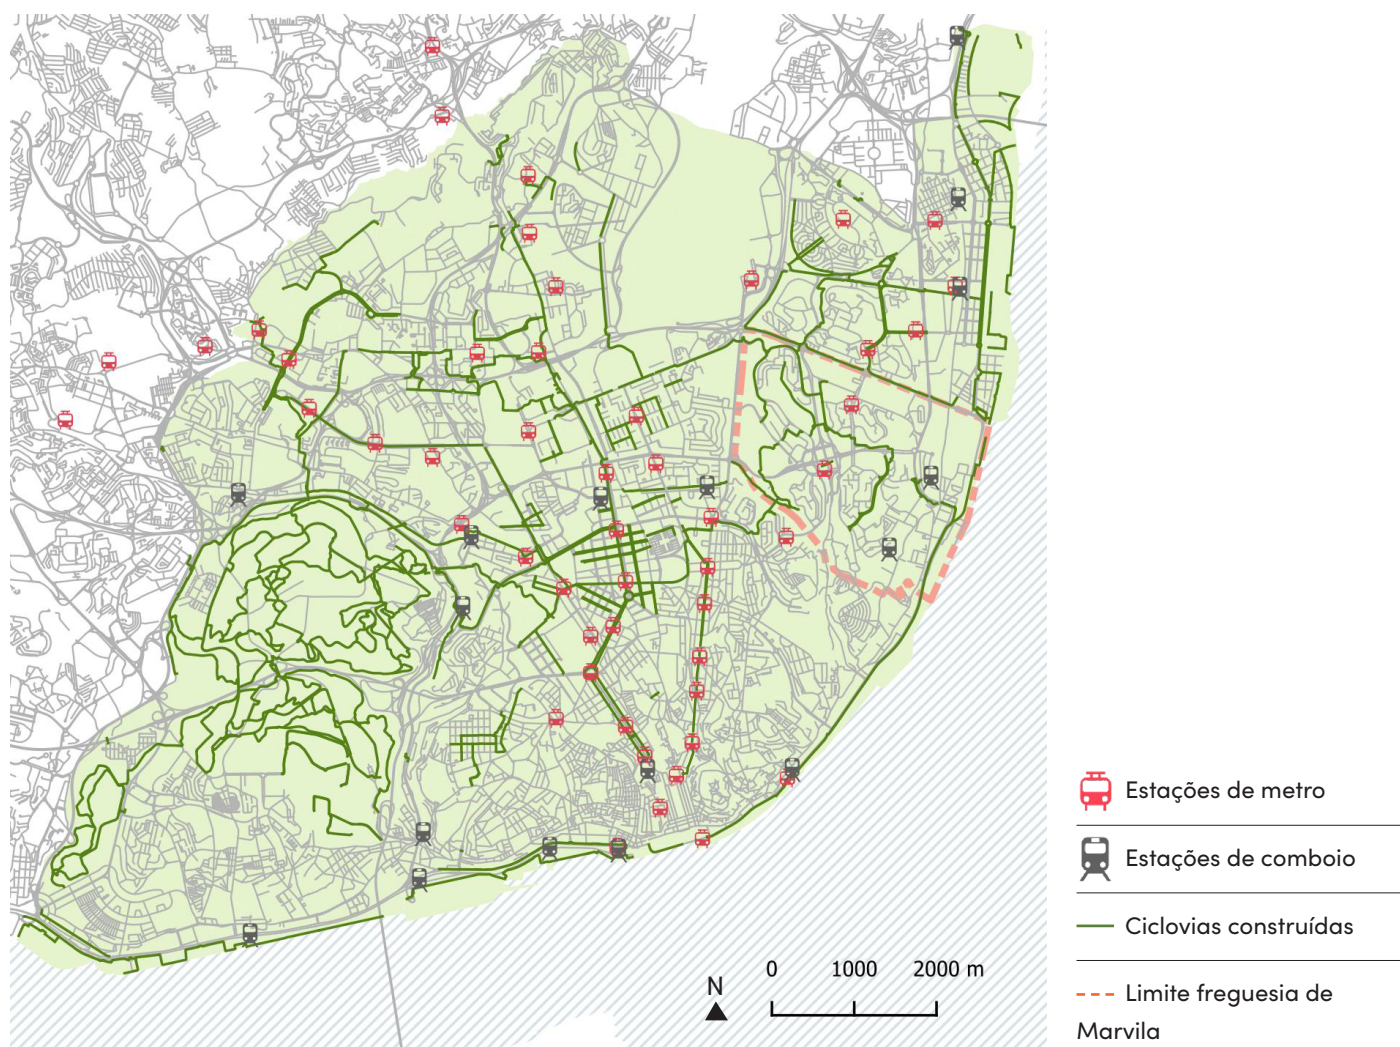 Estações de metro
Estações de comboio
Ciclovias construídas
Limite freguesia de
Marvila
N
0 1000 2000 m